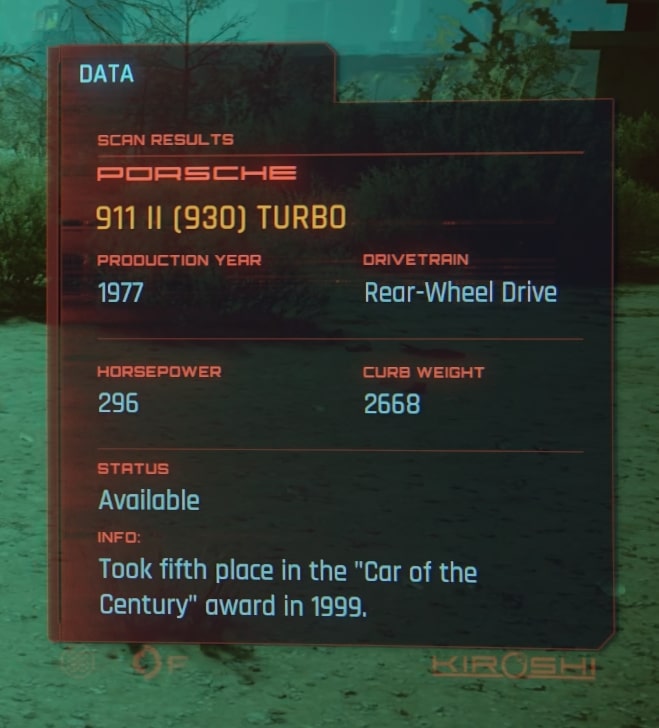 DATA
SCAN RESULTS
PORSCHE
911 II (930) TURBO
PRODUCTION YEAR DRIVETRAIN
1977 Rear-Wheel Drive
HORSEPOWER CURB WEIGHT
296 2668
STATUS
Available
INFO:
Took fifth place in the "Car of the
Century" award in 1999.
F KIROSHI